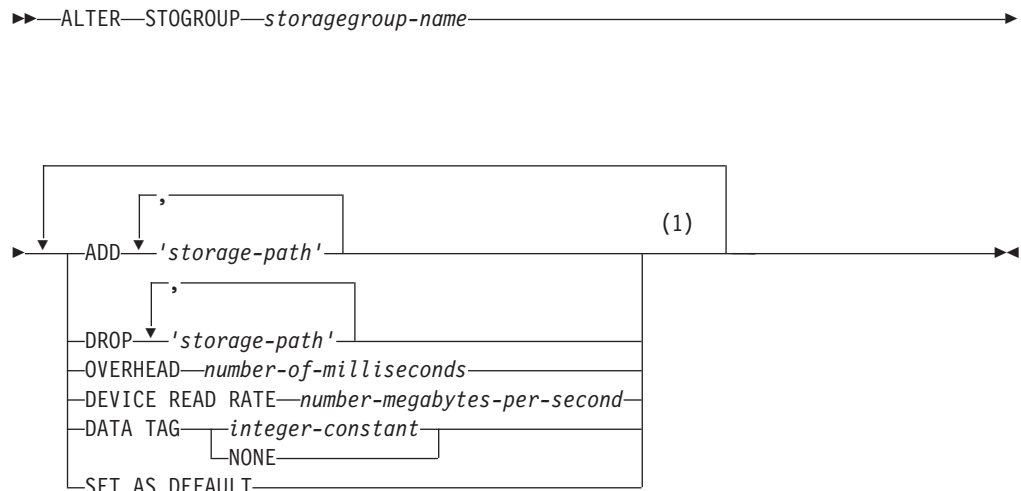 ALTER STOGROUP storagegroup-name
,
(1)
ADD 'storage-path'
,
DROP 'storage-path'
OVERHEAD number-of-milliseconds
DEVICE READ RATE number-megabytes-per-second
DATA TAG integer-constant
NONE
SET AS DEFAULT